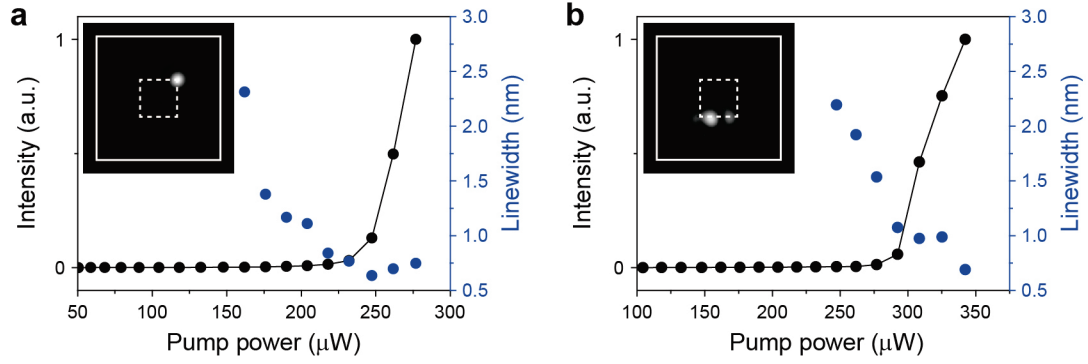 a
Intensity (a.u.)
1
0
50 100 150 200 250 300
Pump power (μW)
3.0
2.5
2.0
1.5
1.0
0.5
Linewidth (nm)
b
Intensity (a.u.)
1
0
100 150 200 250 300 350
Pump power (μW)
3.0
2.5
2.0
1.5
1.0
0.5
Linewidth (nm)